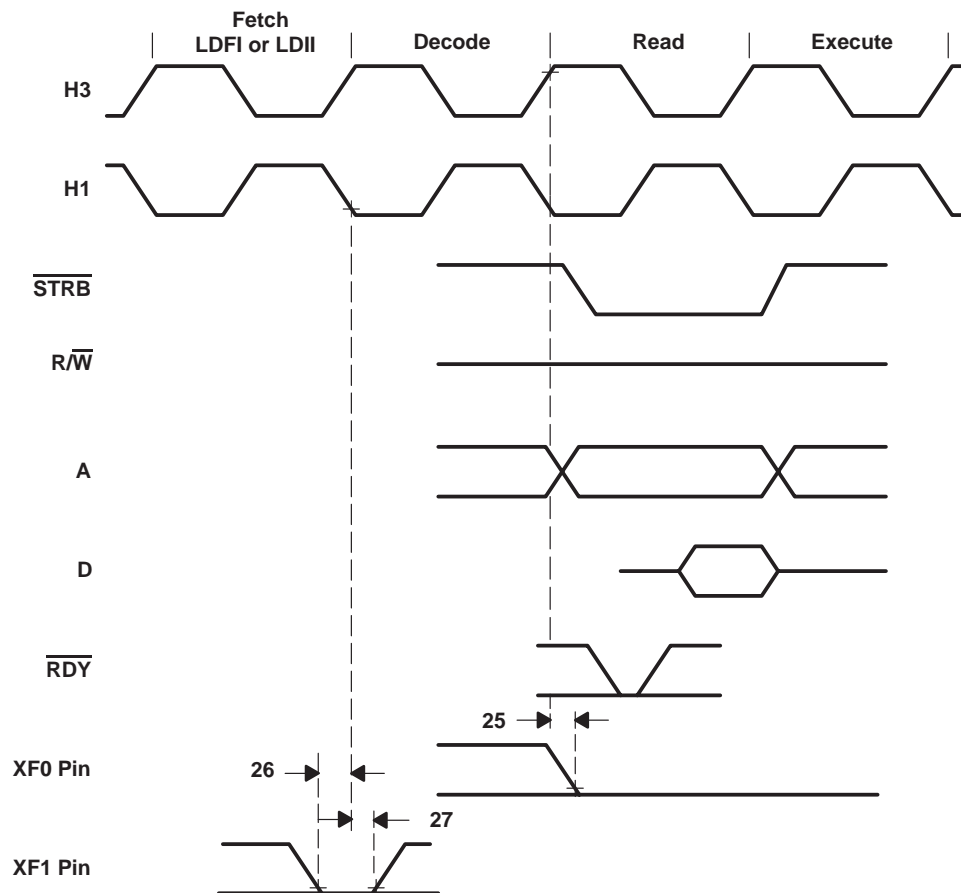 Fetch
LDFI or LDII
Decode
Read
Execute
H3
H1
STRB
R/W
A
D
RDY
25
XF0 Pin
26
27
XF1 Pin